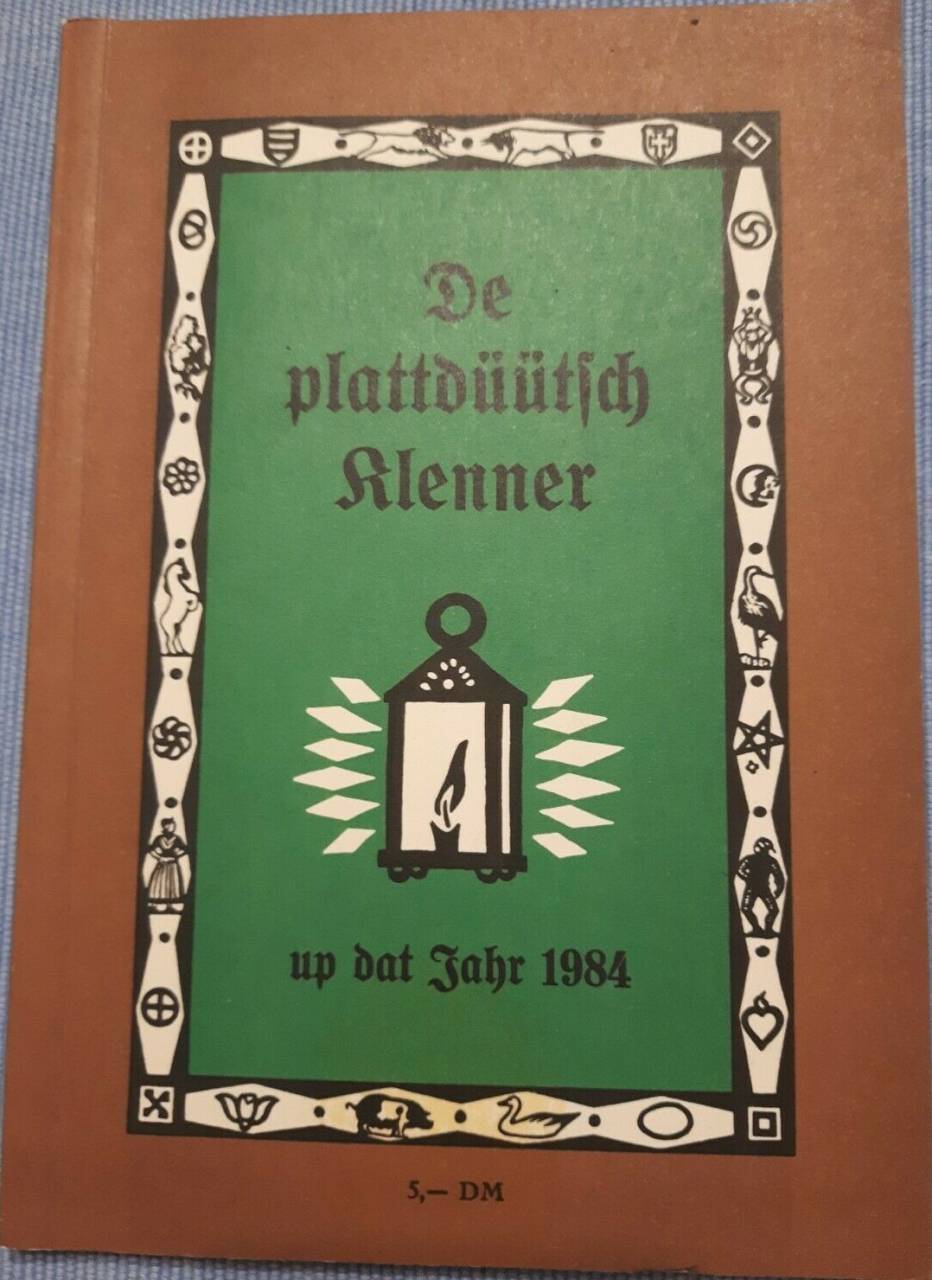 De
plattdüütſch
Klenner
up dat Jahr 1984
5,— DM